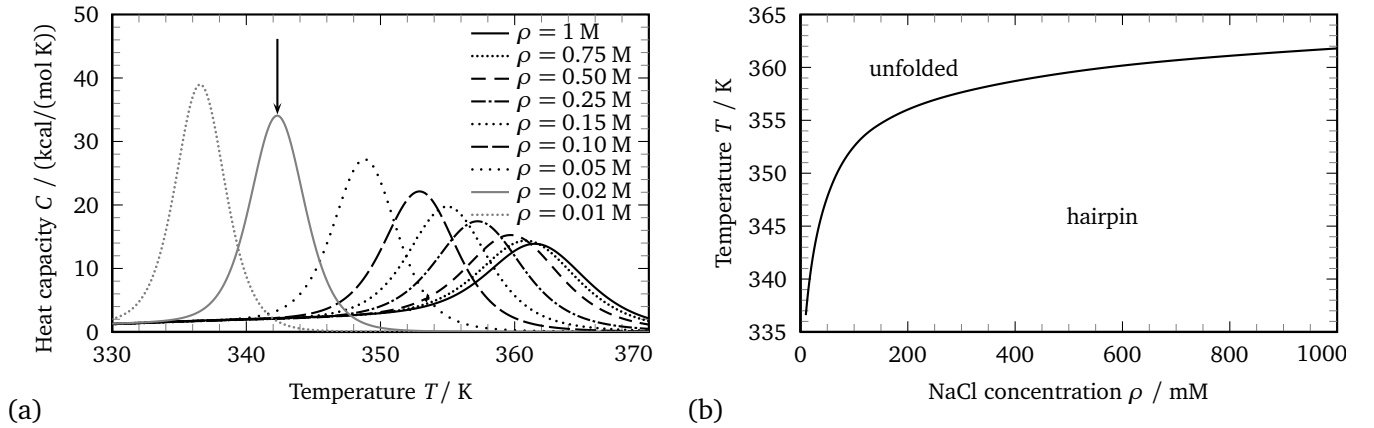 Heat capacity C / (kcal/(mol K))
50
40
30
20
10
0
330
340
350
360
370
Temperature T / K
ρ = 1 M
ρ = 0.75 M
ρ = 0.50 M
ρ = 0.25 M
ρ = 0.15 M
ρ = 0.10 M
ρ = 0.05 M
ρ = 0.02 M
ρ = 0.01 M
(a)
Temperature T / K
365
360
355
350
345
340
335
0
200
400
600
800
1000
NaCl concentration ρ / mM
unfolded
hairpin
(b)